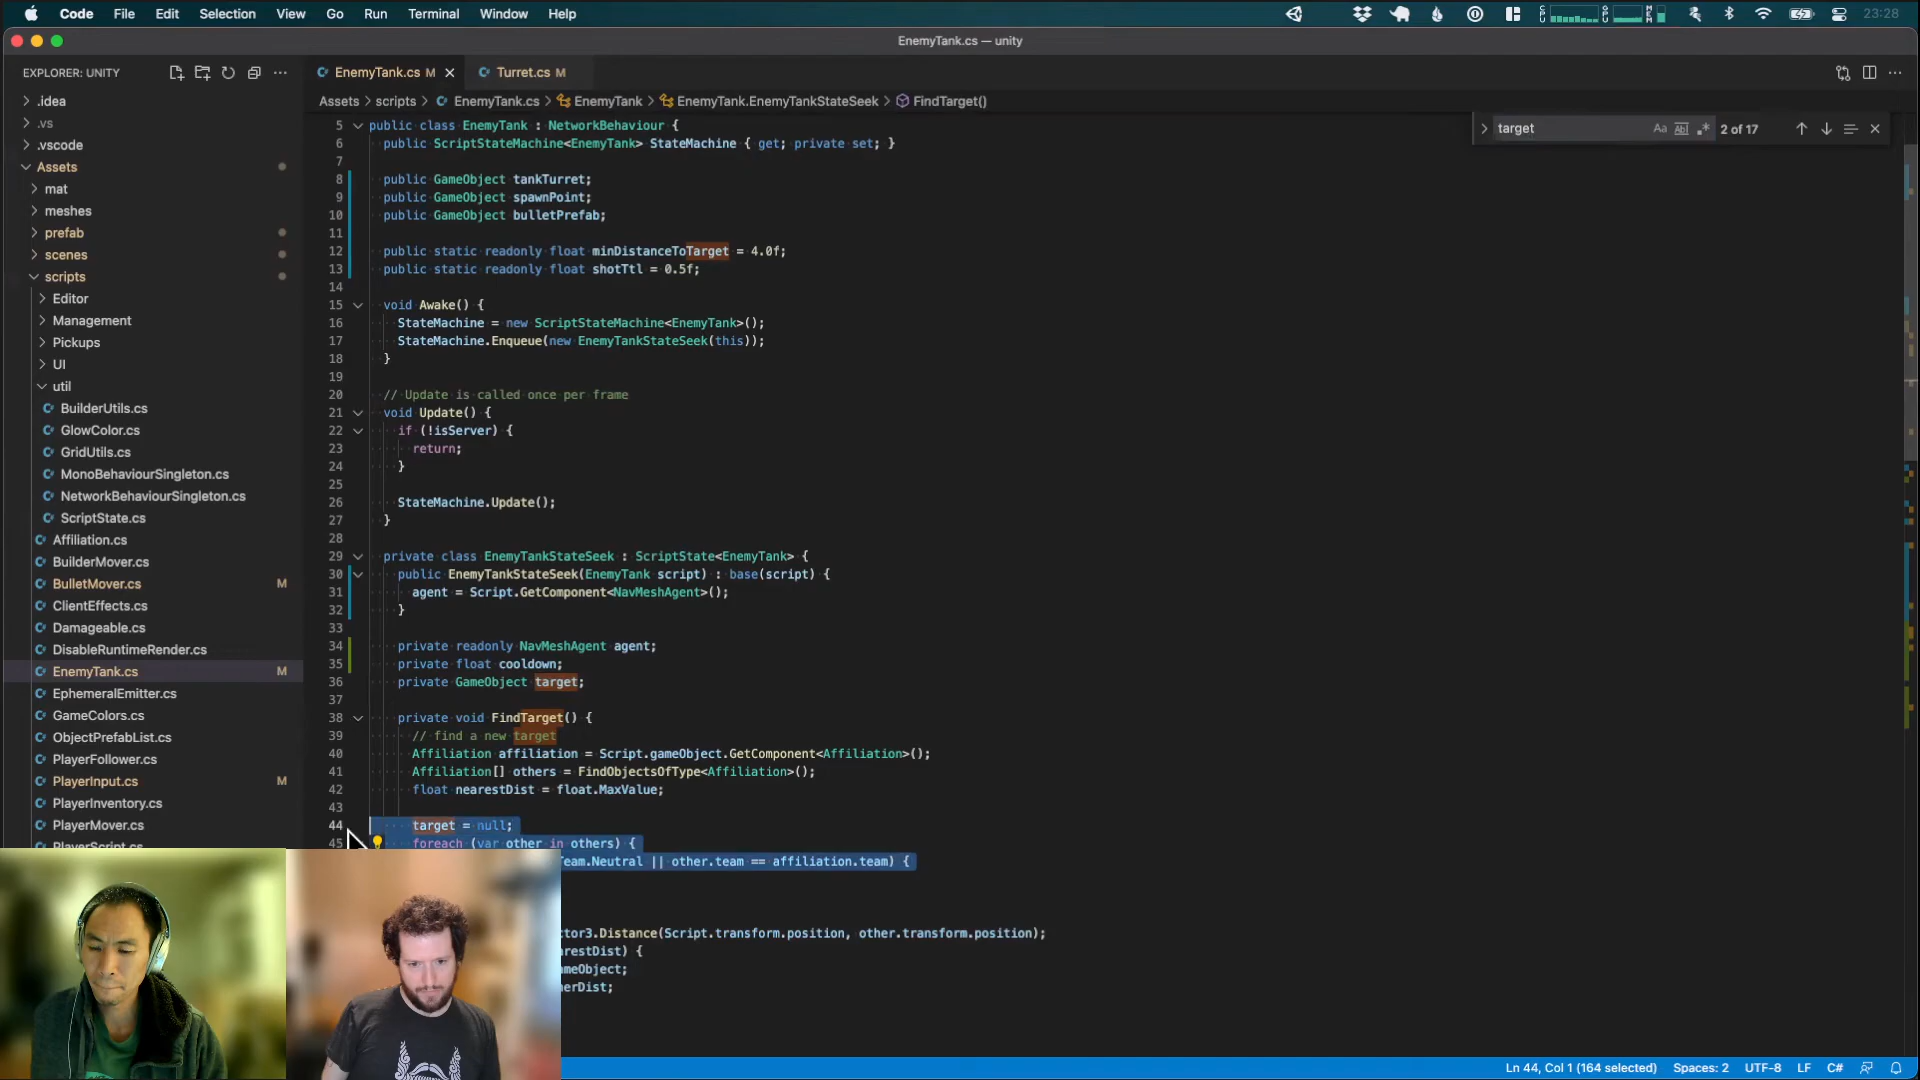 Code File Edit Selection View Go Run Terminal Window Help 23:28
EnemyTank.cs — unity
EXPLORER: UNITY
EnemyTank.cs M Turret.cs M
Assets > scripts > EnemyTank.cs > EnemyTank > EnemyTank.EnemyTankStateSeek > FindTarget()
target 2 of 17
.idea
.vs
.vscode
Assets
mat
meshes
prefab
scenes
scripts
Editor
Management
Pickups
UI
util
BuilderUtils.cs
GlowColor.cs
GridUtils.cs
MonoBehaviourSingleton.cs
NetworkBehaviourSingleton.cs
ScriptState.cs
Affiliation.cs
BuilderMover.cs
BulletMover.cs M
ClientEffects.cs
Damageable.cs
DisableRuntimeRender.cs
EnemyTank.cs M
EphemeralEmitter.cs
GameColors.cs
ObjectPrefabList.cs
PlayerFollower.cs
PlayerInput.cs M
PlayerInventory.cs
PlayerMover.cs
PlayerScript.cs
5 public class EnemyTank : NetworkBehaviour {
6 public ScriptStateMachine<EnemyTank> StateMachine { get; private set; }
7
8 public GameObject tankTurret;
9 public GameObject spawnPoint;
10 public GameObject bulletPrefab;
11
12 public static readonly float minDistanceToTarget = 4.0f;
13 public static readonly float shotTtl = 0.5f;
14
15 void Awake() {
16 StateMachine = new ScriptStateMachine<EnemyTank>();
17 StateMachine.Enqueue(new EnemyTankStateSeek(this));
18 }
19
20 // Update is called once per frame
21 void Update() {
22 if (!isServer) {
23 return;
24 }
25
26 StateMachine.Update();
27 }
28
29 private class EnemyTankStateSeek : ScriptState<EnemyTank> {
30 public EnemyTankStateSeek(EnemyTank script) : base(script) {
31 agent = Script.GetComponent<NavMeshAgent>();
32 }
33
34 private readonly NavMeshAgent agent;
35 private float cooldown;
36 private GameObject target;
37
38 private void FindTarget() {
39 // find a new target
40 Affiliation affiliation = Script.gameObject.GetComponent<Affiliation>();
41 Affiliation[] others = FindObjectsOfType<Affiliation>();
42 float nearestDist = float.MaxValue;
43
44 target = null;
45 foreach (var other in others) {
Team.Neutral || other.team == affiliation.team) {
ctor3.Distance(Script.transform.position, other.transform.position);
arestDist) {
ameObject;
herDist;
Ln 44, Col 1 (164 selected) Spaces: 2 UTF-8 LF C#